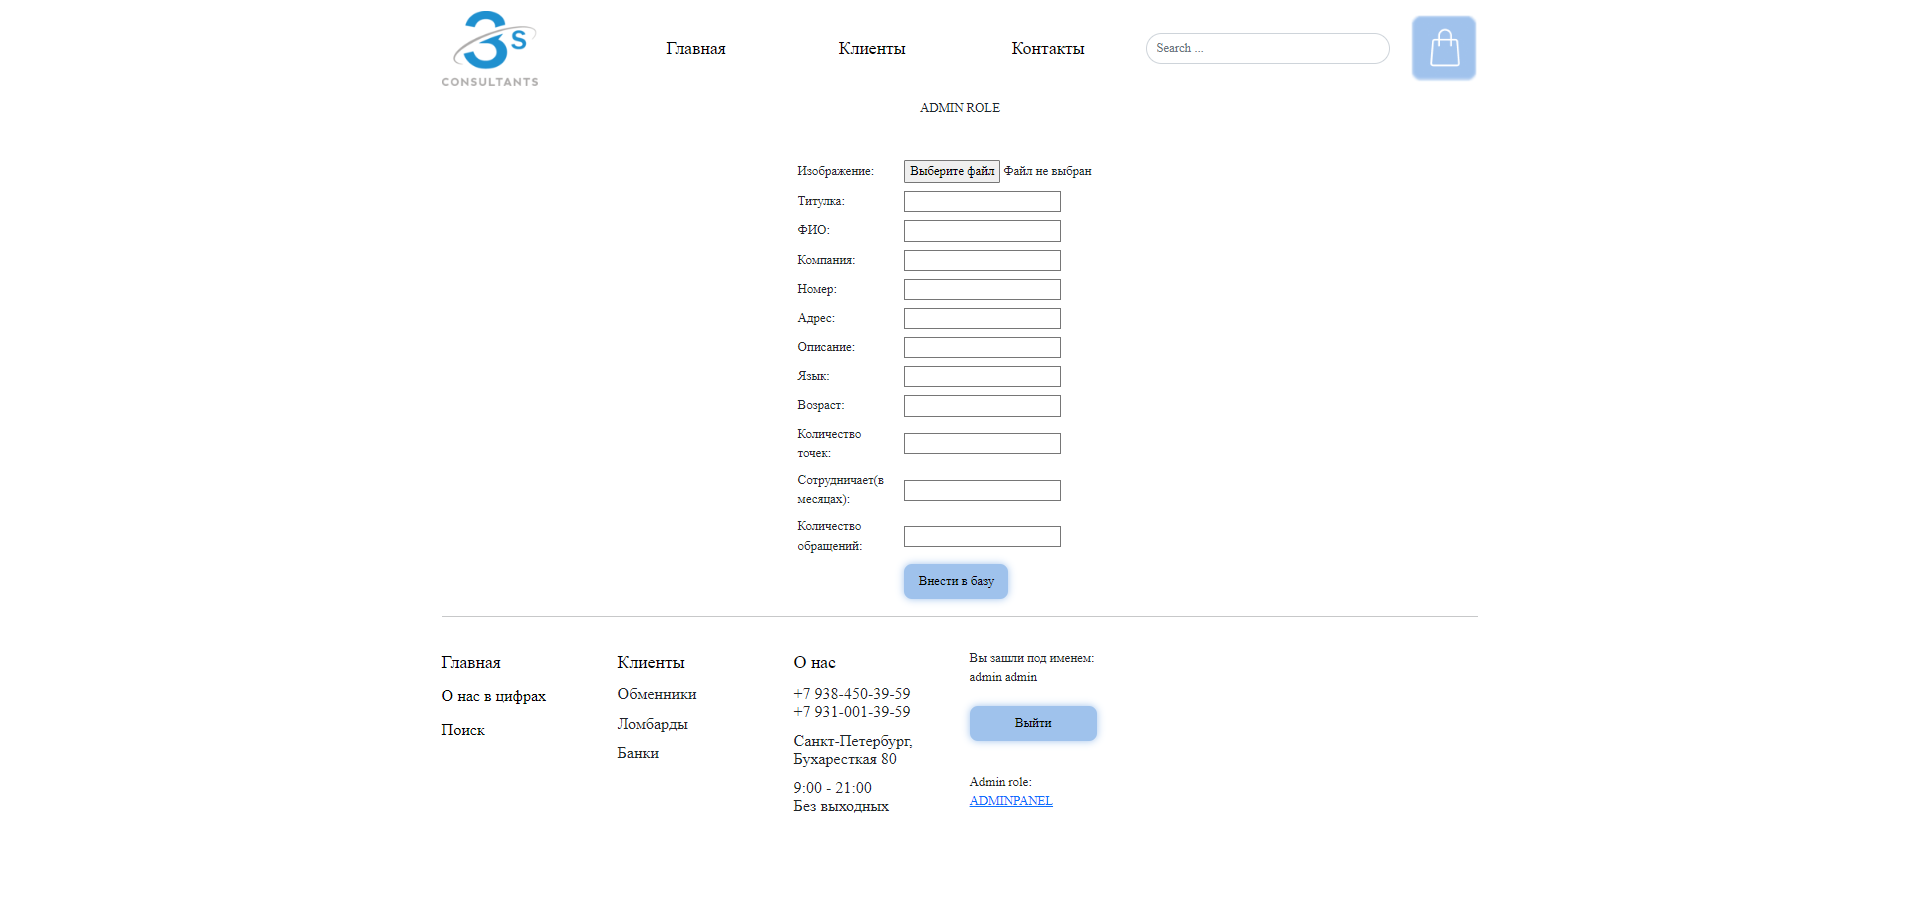 3s
CONSULTANTS
Главная
Клиенты
Контакты
Search ...
ADMIN ROLE
Изображение:
Выберите файл Файл не выбран
Титулка:
ФИО:
Компания:
Номер:
Адрес:
Описание:
Язык:
Возраст:
Количество
точек:
Сотрудничает(в
месяцах):
Количество
обращений:
Внести в базу
Главная
О нас в цифрах
Поиск
Клиенты
Обменники
Ломбарды
Банки
О нас
+7 938-450-39-59
+7 931-001-39-59
Санкт-Петербург,
Бухаресткая 80
9:00 - 21:00
Без выходных
Вы зашли под именем:
admin admin
Выйти
Admin role:
ADMINPANEL